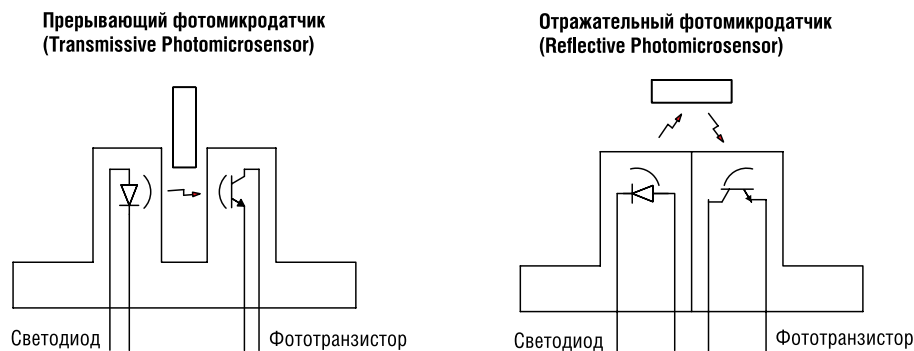 Прерывающий фотомикродатчик
(Transmissive Photomicrosensor)
Светодиод
Фототранзистор
Отражательный фотомикродатчик
(Reflective Photomicrosensor)
Светодиод
Фототранзистор